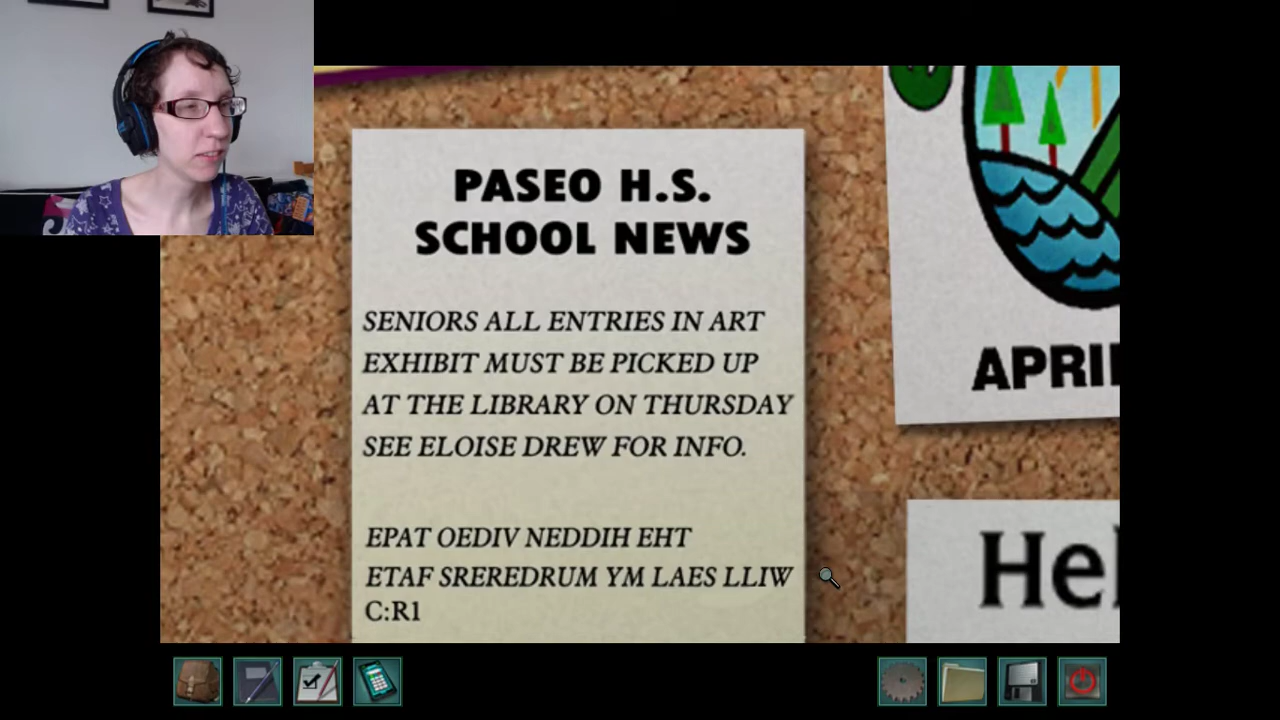 PASEO H.S.
SCHOOL NEWS
SENIORS ALL ENTRIES IN ART
EXHIBIT MUST BE PICKED UP
AT THE LIBRARY ON THURSDAY
SEE ELOISE DREW FOR INFO.
EPAT OEDIV NEDDIH EHT
ETAF SREREDRUM YM LAES LLIW
C:R1
APRI
Hel